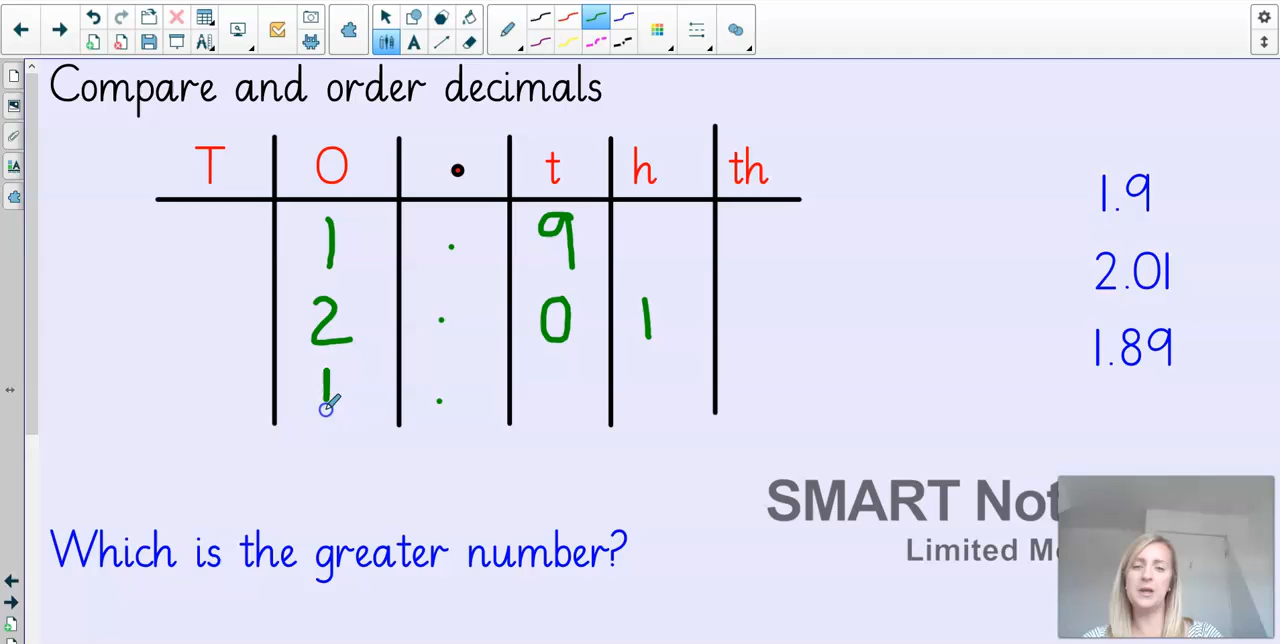 Compare and order decimals
T O . t h th
1 . 9
2 . 0 1
1 .
1.9
2.01
1.89
SMART Not
Limited M
Which is the greater number?